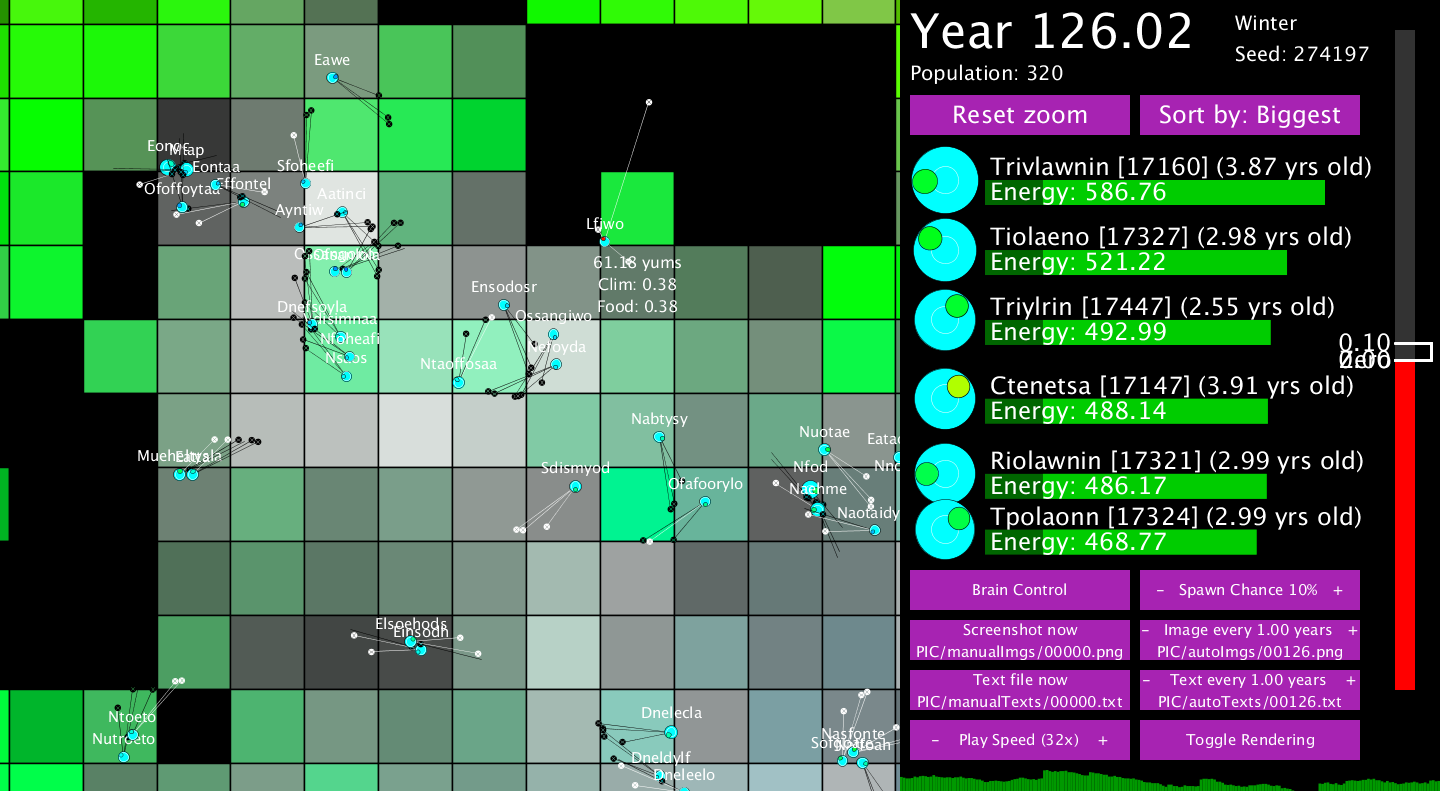 Eawe
Mfap
Eontaa
Ofoffoytaa
Effontel
Sfoheefi
Aatinci
Ayntiw
Lfiwo
61.18 yums
Clim: 0.38
Food: 0.38
Ensodosr
Ossangiwo
Ntaoffosaa
Nabtysy
Nuotae
Sdismyod
Nfod
Ofafoorylo
Naehme
Naotaidy
Elsoehods
Einsodh
Ntoeto
Nutroeto
Dnelecla
Nasfonte
Dneldylf
Dneleelo
Year 126.02
Winter
Seed: 274197
Population: 320
Reset zoom
Sort by: Biggest
Trivlawnin [17160] (3.87 yrs old)
Energy: 586.76
Tiolaeno [17327] (2.98 yrs old)
Energy: 521.22
Triylrin [17447] (2.55 yrs old)
Energy: 492.99
0.10
Ctenetsa [17147] (3.91 yrs old)
Energy: 488.14
Riolawnin [17321] (2.99 yrs old)
Energy: 486.17
Tpolaonn [17324] (2.99 yrs old)
Energy: 468.77
Brain Control
– Spawn Chance 10% +
Screenshot now
PIC/manualImgs/00000.png
– Image every 1.00 years +
PIC/autoImgs/00126.png
Text file now
PIC/manualTexts/00000.txt
– Text every 1.00 years +
PIC/autoTexts/00126.txt
– Play Speed (32x) +
Toggle Rendering